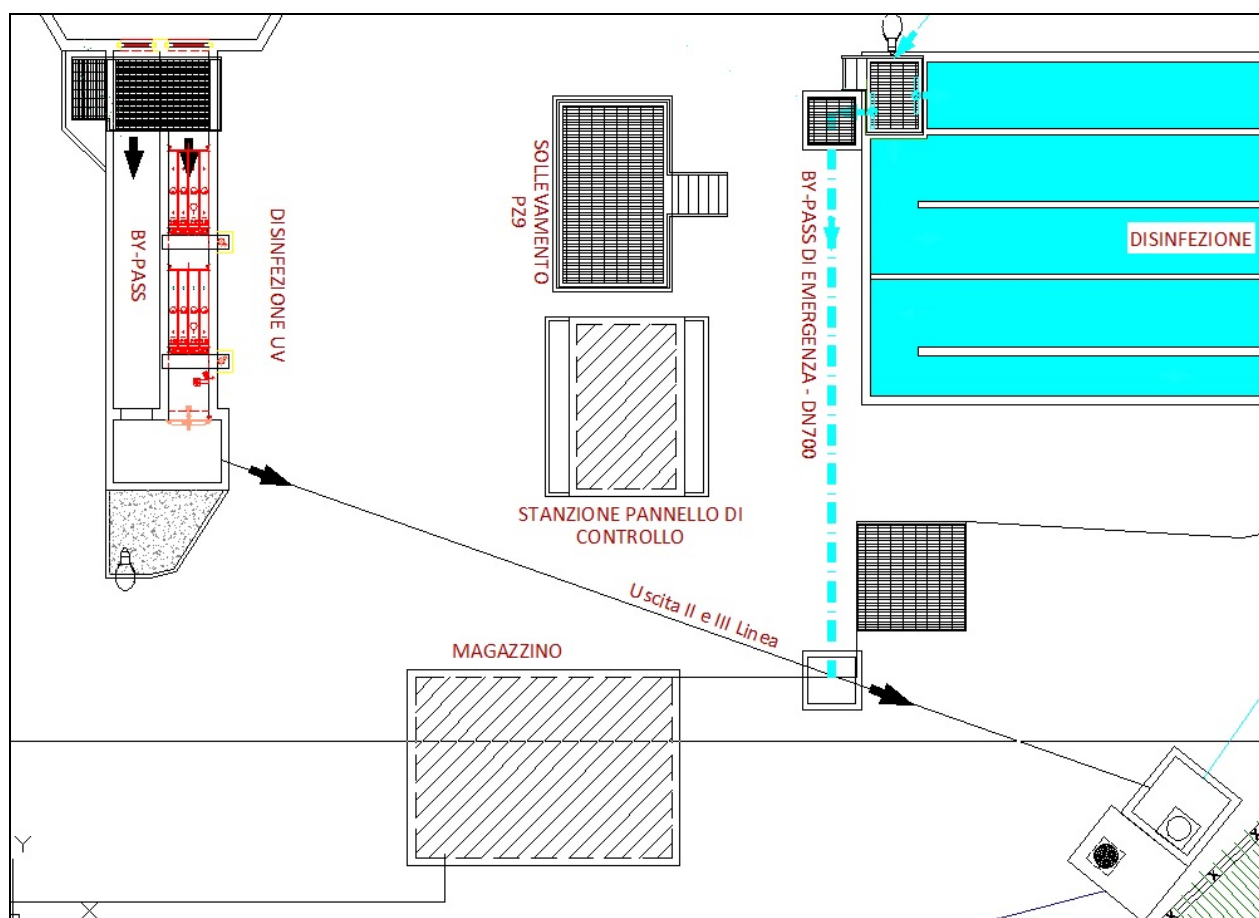 BY-PASS
DISINFEZIONE UV
SOLLEVAMENTO
PZ9
BY-PASS DI EMERGENZA - DN700
DISINFEZIONE
STANZIONE PANNELLO DI
CONTROLLO
Uscita II e III Linea
MAGAZZINO
Y
X